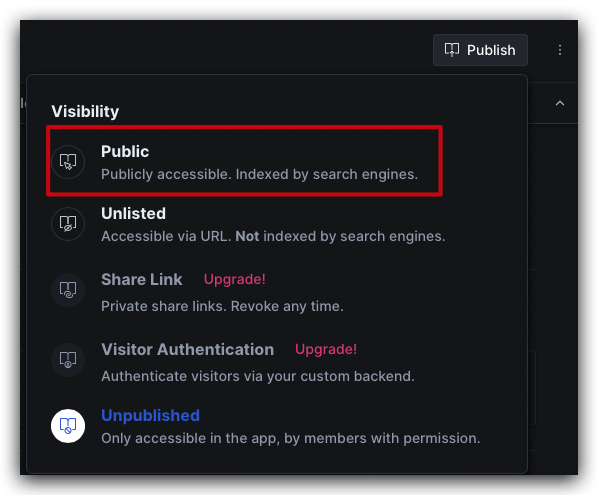 Publish
Visibility
Public
Publicly accessible. Indexed by search engines.
Unlisted
Accessible via URL. Not indexed by search engines.
Share Link Upgrade!
Private share links. Revoke any time.
Visitor Authentication Upgrade!
Authenticate visitors via your custom backend.
Unpublished
Only accessible in the app, by members with permission.